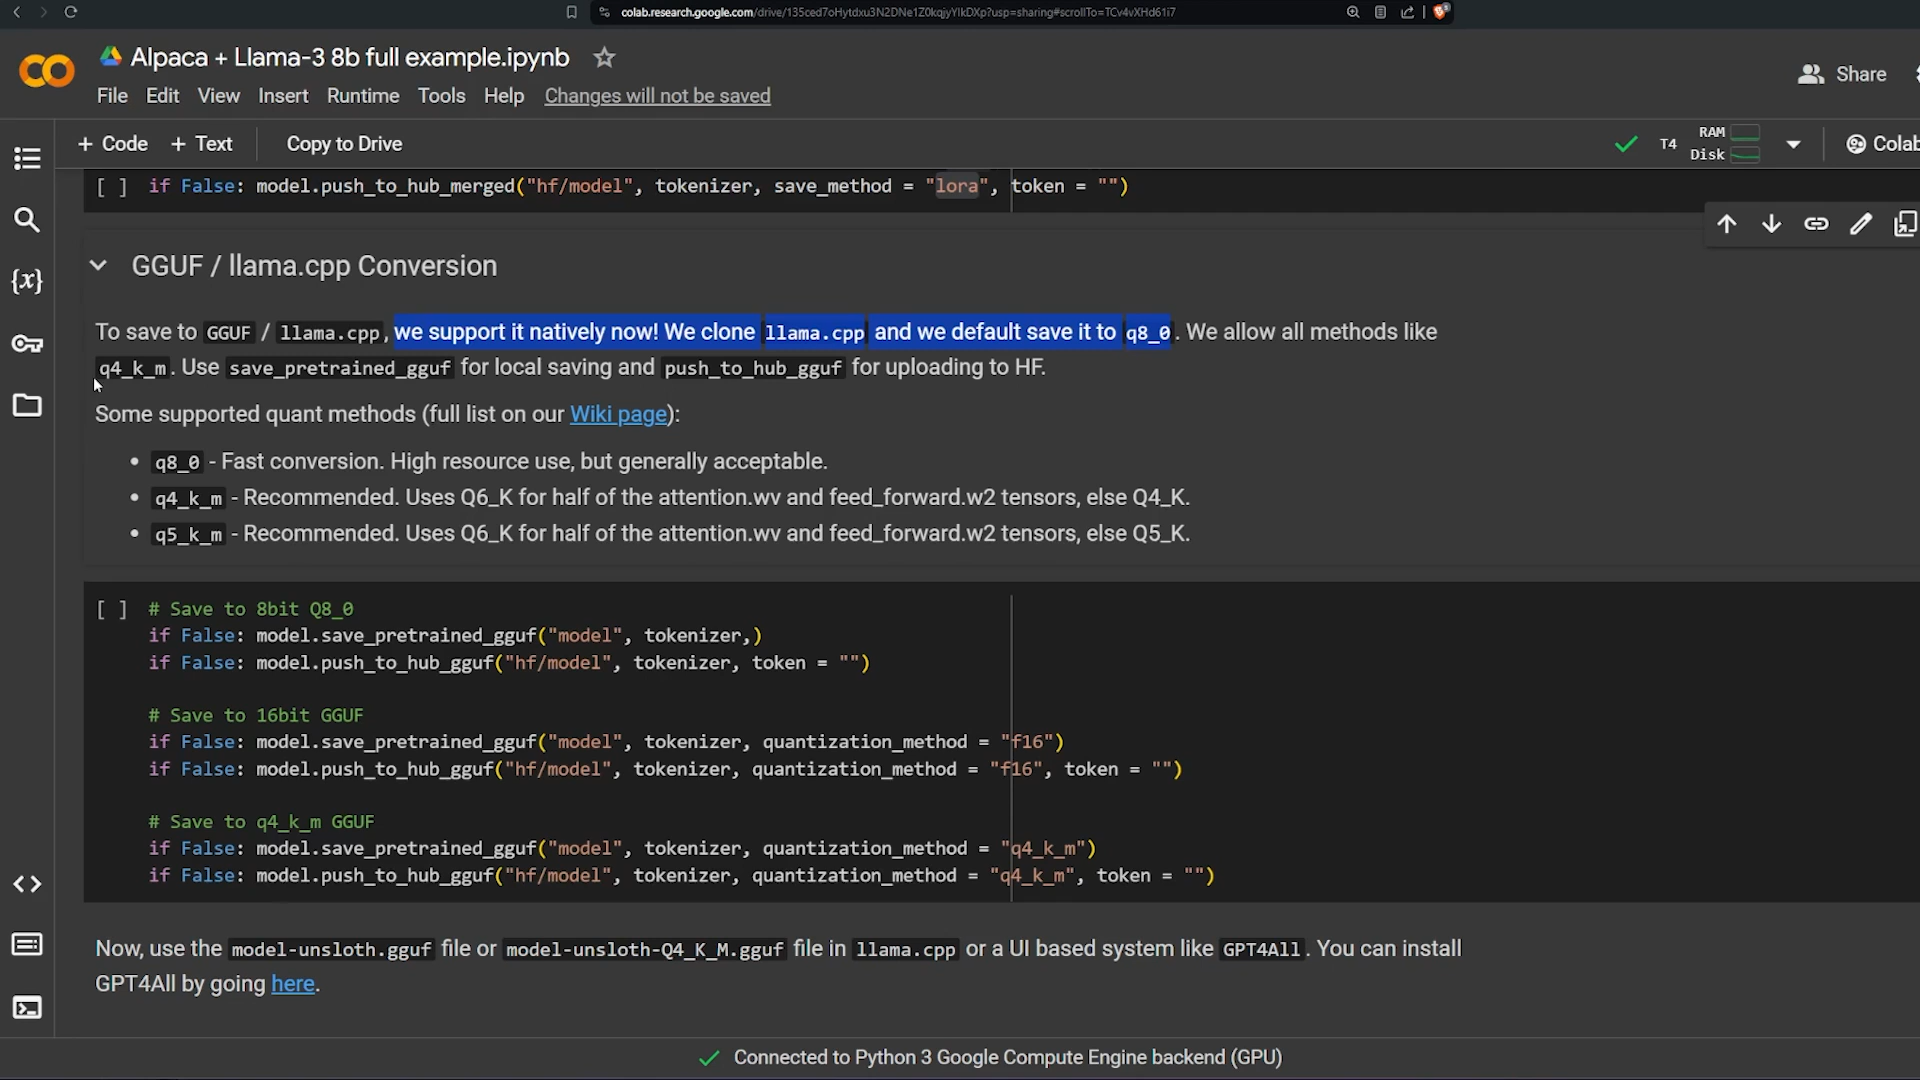 colab.research.google.com/drive/135ced7oHytdxu3N2DNe1Z0kqjyYlkDXp?usp=sharing#scrollTo=TCv4vXHd61i7
Alpaca + Llama-3 8b full example.ipynb
Share
File Edit View Insert Runtime Tools Help Changes will not be saved
+ Code + Text Copy to Drive
T4
RAM
Disk
Colab
[ ] if False: model.push_to_hub_merged("hf/model", tokenizer, save_method = "lora", token = "")
GGUF / llama.cpp Conversion
To save to GGUF / llama.cpp, we support it natively now! We clone llama.cpp and we default save it to q8_0. We allow all methods like
q4_k_m. Use save_pretrained_gguf for local saving and push_to_hub_gguf for uploading to HF.
Some supported quant methods (full list on our Wiki page):
• q8_0 - Fast conversion. High resource use, but generally acceptable.
• q4_k_m - Recommended. Uses Q6_K for half of the attention.wv and feed_forward.w2 tensors, else Q4_K.
• q5_k_m - Recommended. Uses Q6_K for half of the attention.wv and feed_forward.w2 tensors, else Q5_K.
[ ] # Save to 8bit Q8_0
if False: model.save_pretrained_gguf("model", tokenizer,)
if False: model.push_to_hub_gguf("hf/model", tokenizer, token = "")
# Save to 16bit GGUF
if False: model.save_pretrained_gguf("model", tokenizer, quantization_method = "f16")
if False: model.push_to_hub_gguf("hf/model", tokenizer, quantization_method = "f16", token = "")
# Save to q4_k_m GGUF
if False: model.save_pretrained_gguf("model", tokenizer, quantization_method = "q4_k_m")
if False: model.push_to_hub_gguf("hf/model", tokenizer, quantization_method = "q4_k_m", token = "")
Now, use the model-unsloth.gguf file or model-unsloth-Q4_K_M.gguf file in llama.cpp or a UI based system like GPT4All. You can install
GPT4All by going here.
Connected to Python 3 Google Compute Engine backend (GPU)